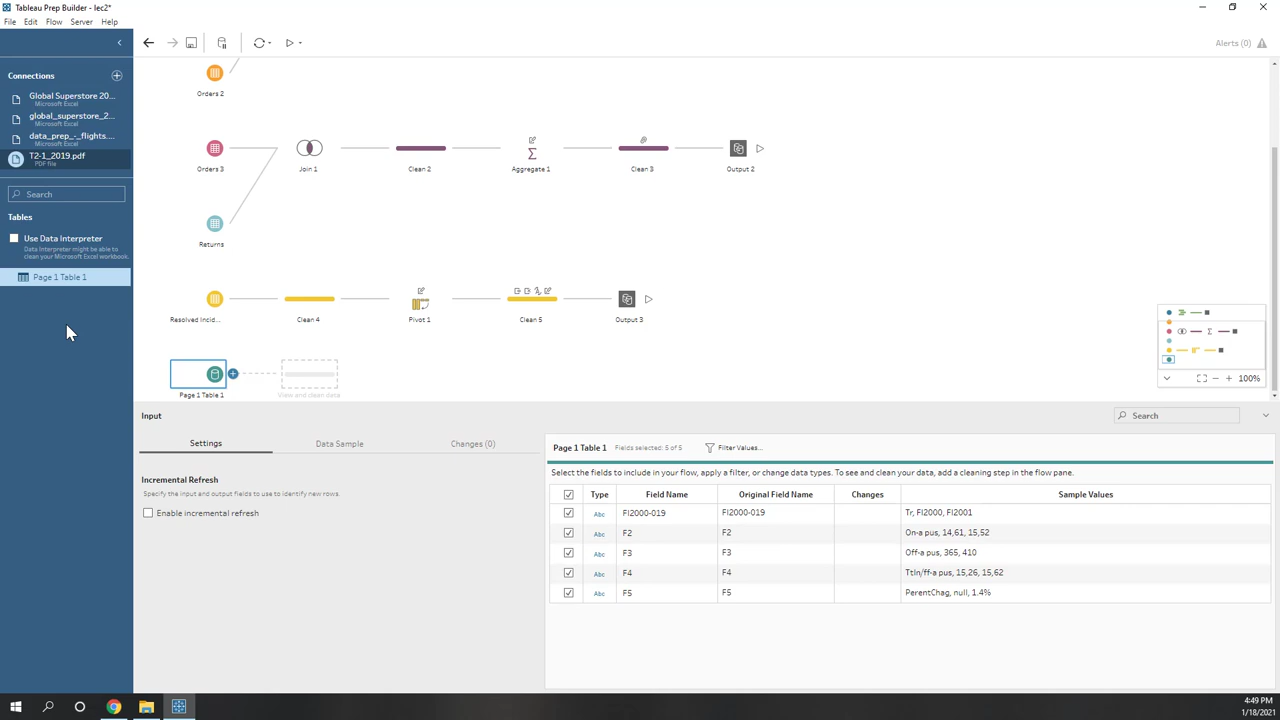 Tableau Prep Builder - lec2*
File Edit Flow Server Help
Alerts (0)
Connections
Global Superstore 20...
Microsoft Excel
global_superstore_2...
Microsoft Excel
data_prep_-_flights....
Microsoft Excel
T2-1_2019.pdf
PDF file
Search
Tables
Use Data Interpreter
Data Interpreter might be able to
clean your Microsoft Excel workbook.
Page 1 Table 1
Orders 2
Orders 3
Join 1
Clean 2
Aggregate 1
Clean 3
Output 2
Returns
Resolved Incid...
Clean 4
Pivot 1
Clean 5
Output 3
Page 1 Table 1
View and clean data
100%
Input
Search
Settings
Data Sample
Changes (0)
Incremental Refresh
Specify the input and output fields to use to identify new rows.
Enable incremental refresh
Page 1 Table 1 Fields selected: 5 of 5 Filter Values...
Select the fields to include in your flow, apply a filter, or change data types. To see and clean your data, add a cleaning step in the flow pane.
Type Field Name Original Field Name Changes Sample Values
Abc FI2000-019 FI2000-019 Tr, FI2000, FI2001
Abc F2 F2 On-a pus, 14,61, 15,52
Abc F3 F3 Off-a pus, 365, 410
Abc F4 F4 Ttln/ff-a pus, 15,26, 15,62
Abc F5 F5 ParentChag, null, 1.4%
4:49 PM
1/18/2021